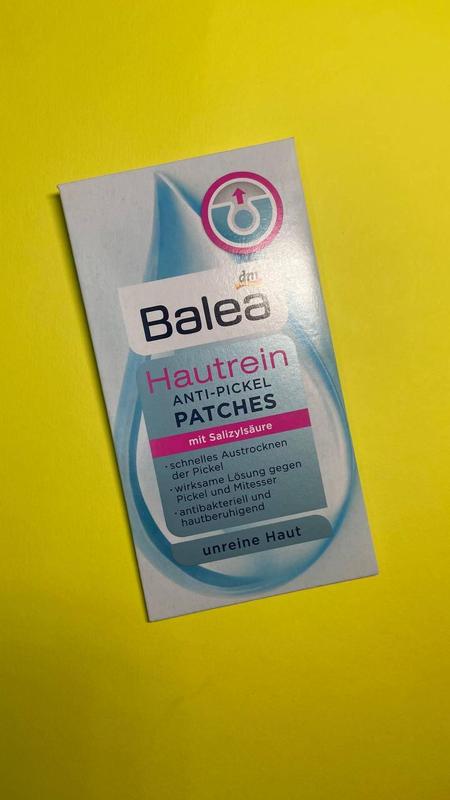 dm
Balea
Hautrein
ANTI-PICKEL
PATCHES
mit Salizylsäure
· schnelles Austrocknen
der Pickel
· wirksame Lösung gegen
Pickel und Mitesser
· antibakteriell und
hautberuhigend
unreine Haut